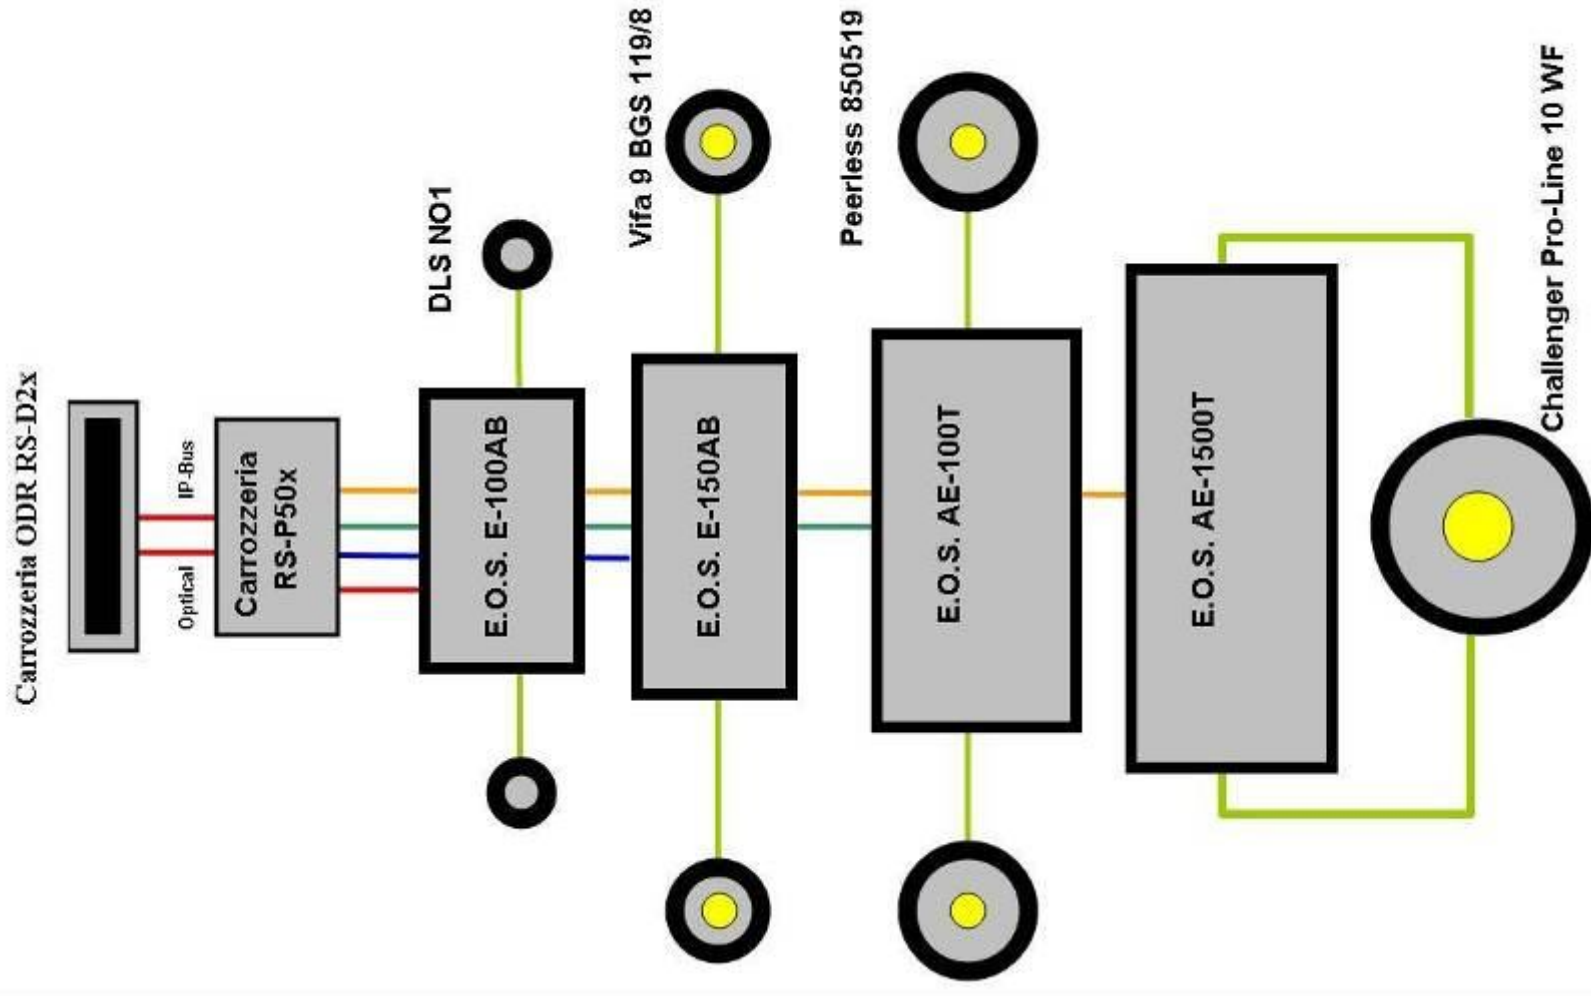 Carrozzeria ODR RS-D2x
Optical
IP-Bus
Carrozzeria
RS-P50x
DLS NO1
E.O.S. E-100AB
Vifa 9 BGS 119/8
E.O.S. E-150AB
Peerless 850519
E.O.S. AE-100T
E.O.S. AE-1500T
Challenger Pro-Line 10 WF